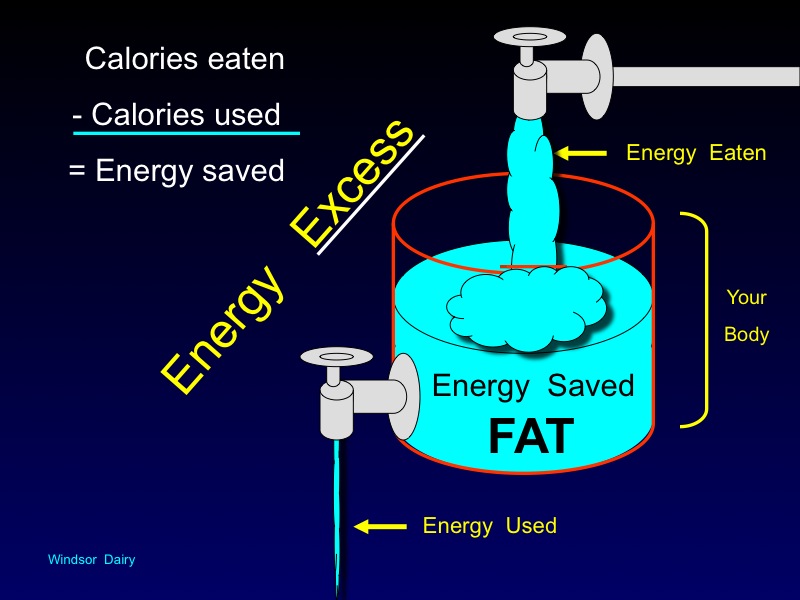 Calories eaten
- Calories used
= Energy saved
Energy Excess
Energy Eaten
Your
Body
Energy Saved
FAT
Energy Used
Windsor Dairy